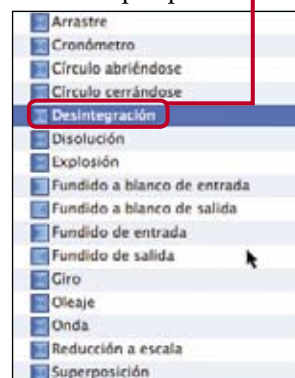 Arrastre
Cronómetro
Círculo abriéndose
Círculo cerrándose
Desintegración
Disolución
Explosión
Fundido a blanco de entrada
Fundido a blanco de salida
Fundido de entrada
Fundido de salida
Giro
Oleaje
Onda
Reducción a escala
Superposición